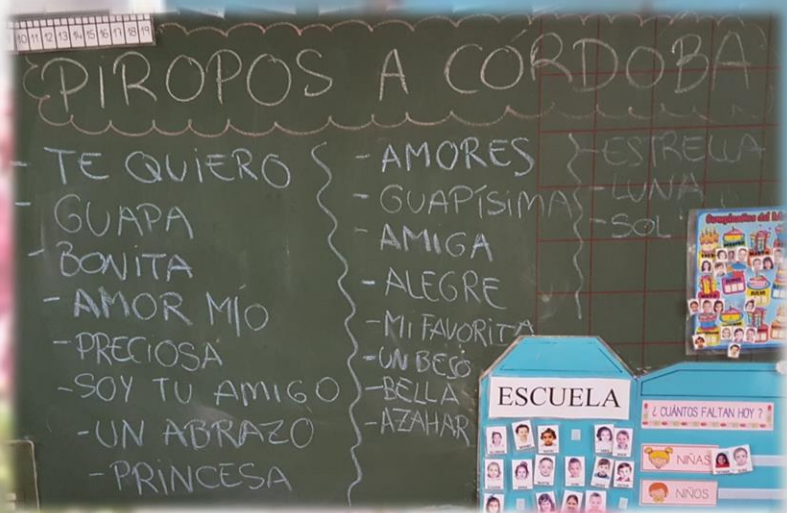 10 11 12 13 14 15 16 17 18 19
PIROPOS A CÓRDOBA
- TE QUIERO
- GUAPA
- BONITA
- AMOR MÍO
- PRECIOSA
- SOY TU AMIGO
- UN ABRAZO
- PRINCESA
- AMORES
- GUAPÍSIMA
- AMIGA
- ALEGRE
- MI FAVORITA
- UN BESO
- BELLA
- AZAHAR
- ESTRELLA
- LUNA
- SOL
Cumpleaños del
ESCUELA
¿ CUÁNTOS FALTAN HOY ?
NIÑAS
NIÑOS